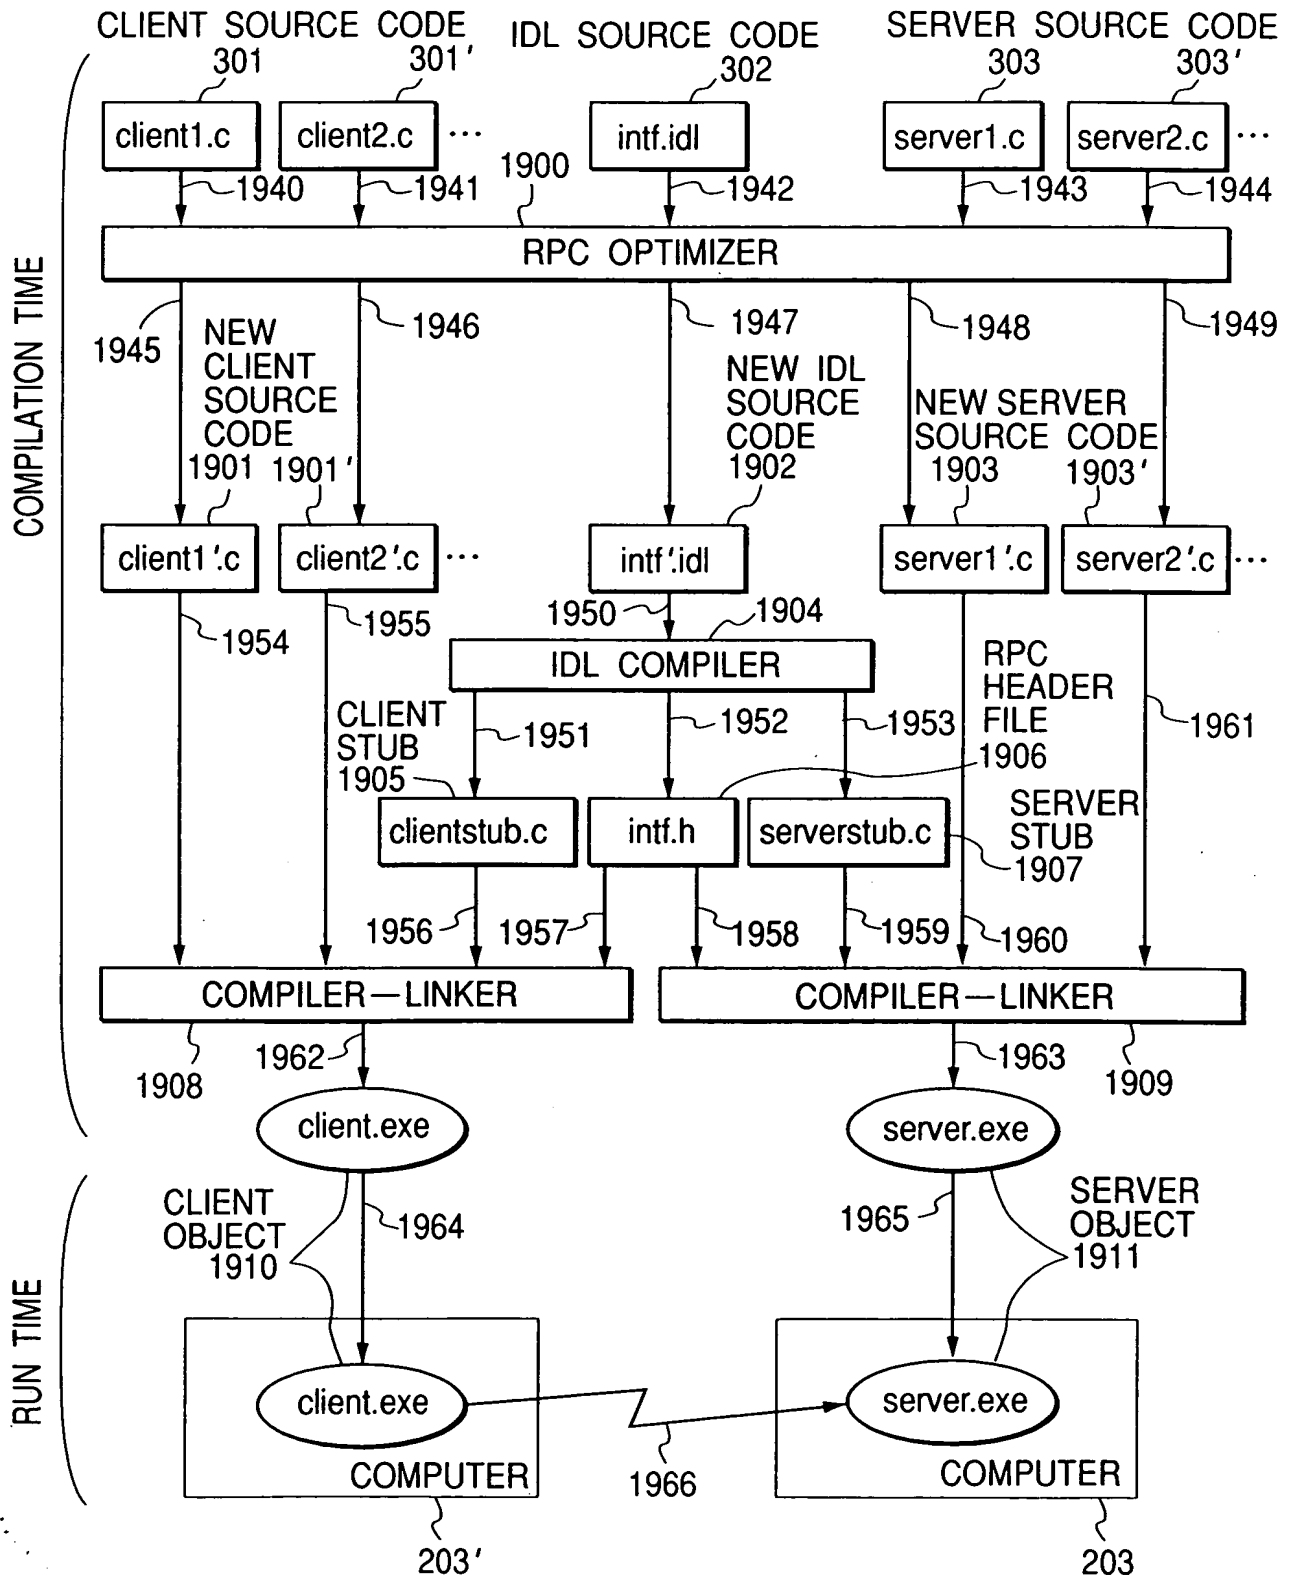 CLIENT SOURCE CODE
IDL SOURCE CODE
SERVER SOURCE CODE
301
301'
302
303
303'
client1.c
client2.c
...
intf.idl
server1.c
server2.c
...
1900
1940
1941
1942
1943
1944
RPC OPTIMIZER
1945
1946
1947
1948
1949
NEW
CLIENT
SOURCE
CODE
1901
1901'
NEW IDL
SOURCE
CODE
1902
NEW SERVER
SOURCE CODE
1903
1903'
client1'.c
client2'.c
...
intf'.idl
server1'.c
server2'.c
...
COMPILATION TIME
1954
1955
1950
1904
IDL COMPILER
RPC
HEADER
FILE
1906
1951
1952
1953
1961
CLIENT
STUB
1905
clientstub.c
intf.h
serverstub.c
SERVER
STUB
1907
1956
1957
1958
1959
1960
COMPILER—LINKER
COMPILER—LINKER
1908
1962
1963
1909
client.exe
server.exe
CLIENT
OBJECT
1910
1964
1965
SERVER
OBJECT
1911
RUN TIME
client.exe
server.exe
COMPUTER
COMPUTER
1966
203'
203